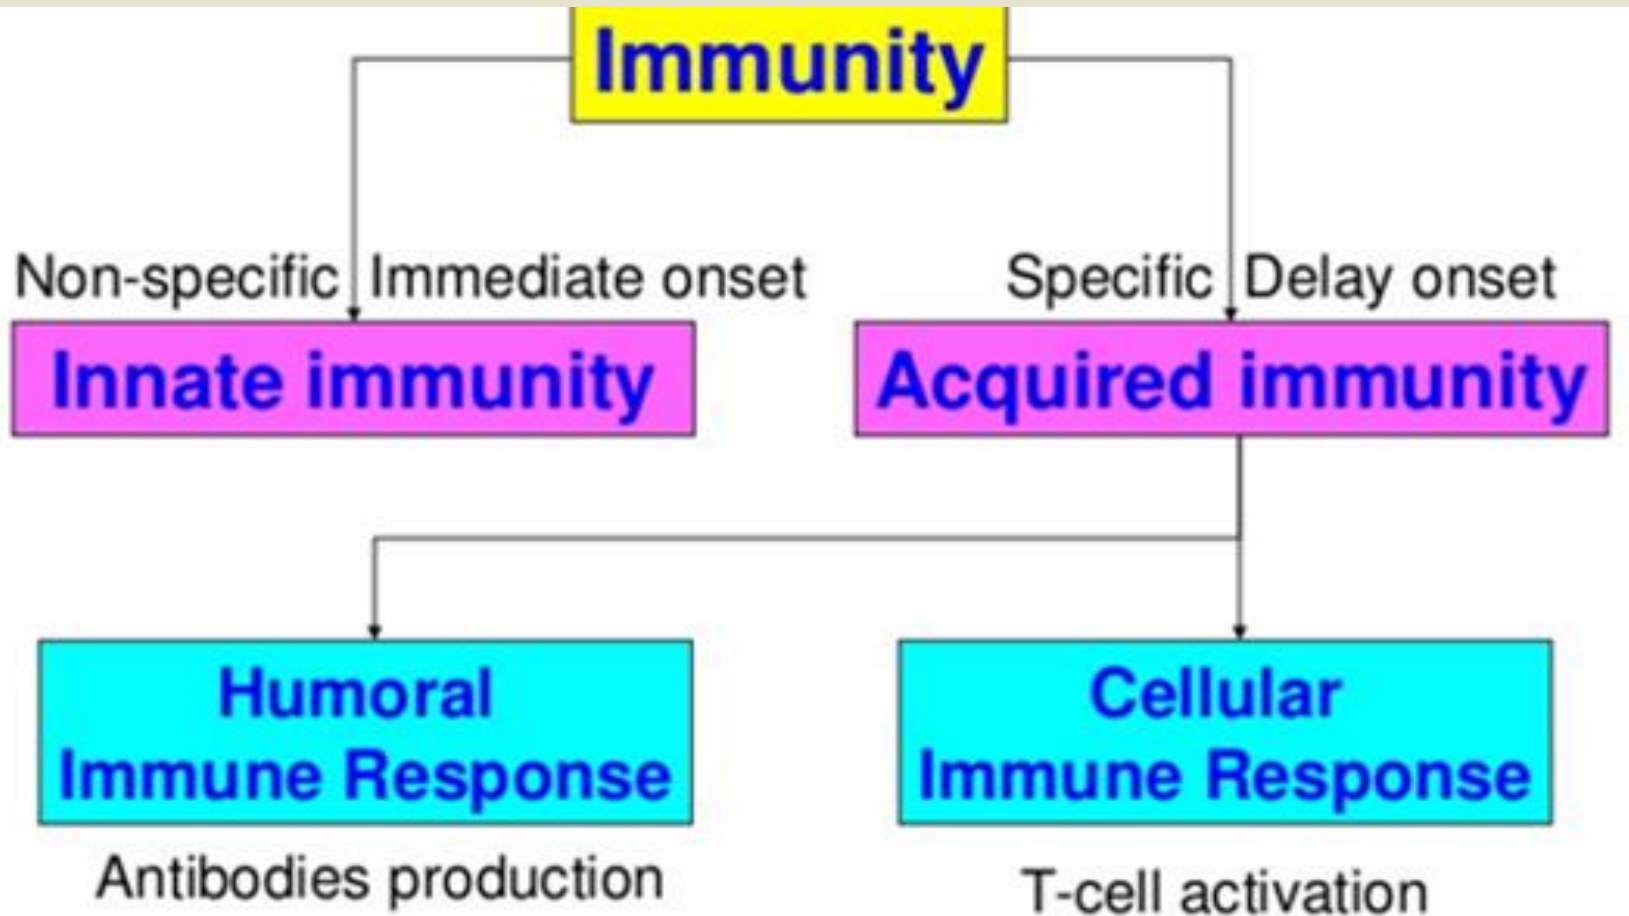 Immunity
Non-specific Immediate onset
Specific Delay onset
Innate immunity
Acquired immunity
Humoral
Immune Response
Cellular
Immune Response
Antibodies production
T-cell activation